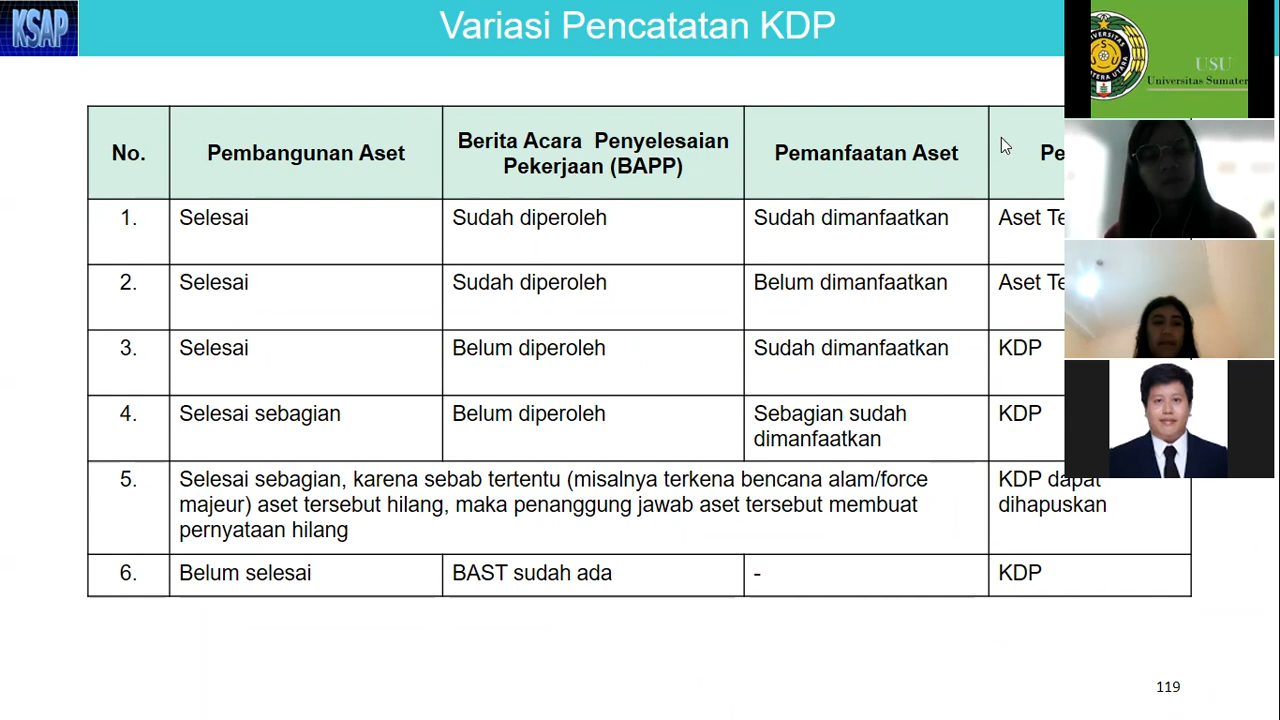 KSAP
Variasi Pencatatan KDP
USU
No.
Pembangunan Aset
Berita Acara Penyelesaian
Pekerjaan (BAPP)
Pemanfaatan Aset
1.
Selesai
Sudah diperoleh
Sudah dimanfaatkan
Aset
2.
Selesai
Sudah diperoleh
Belum dimanfaatkan
Aset
3.
Selesai
Belum diperoleh
Sudah dimanfaatkan
KDP
4.
Selesai sebagian
Belum diperoleh
Sebagian sudah
dimanfaatkan
KDP
5.
Selesai sebagian, karena sebab tertentu (misalnya terkena bencana alam/force
majeur) aset tersebut hilang, maka penanggung jawab aset tersebut membuat
pernyataan hilang
KDP dapat
dihapuskan
6.
Belum selesai
BAST sudah ada
-
KDP
Universitas
119